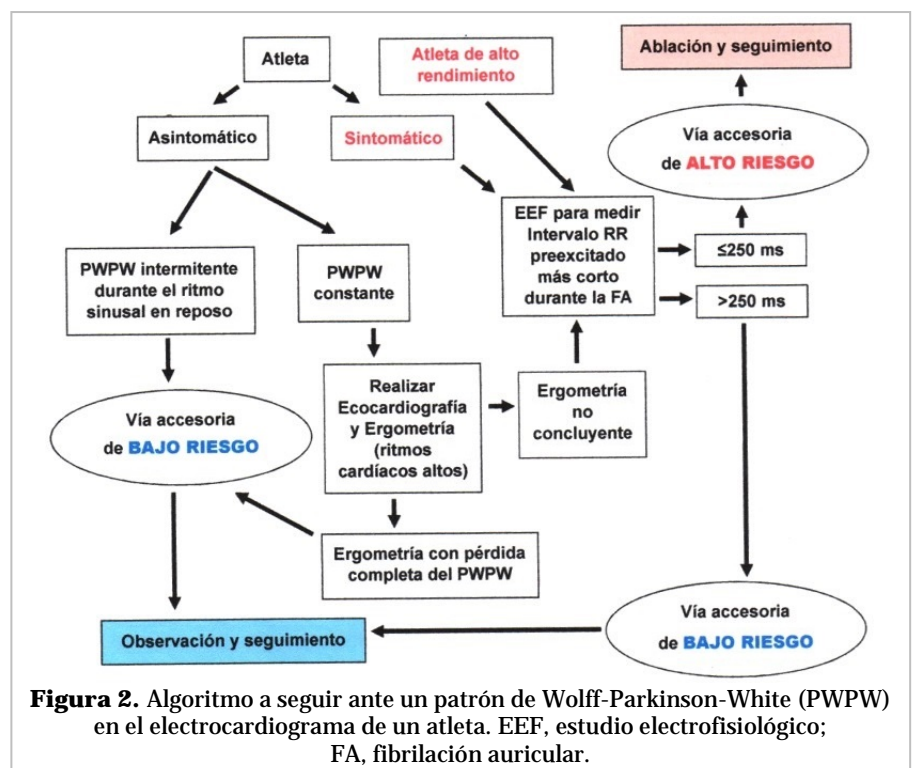 Atleta
Atleta de alto
rendimiento
Ablación y seguimiento
Asintomático
Sintomático
Vía accesoria
de ALTO RIESGO
PWPW intermitente
durante el ritmo
sinusal en reposo
PWPW
constante
EEF para medir
Intervalo RR
preexcitado
más corto
durante la FA
≤250 ms
>250 ms
Vía accesoria
de BAJO RIESGO
Realizar
Ecocardiografía
y Ergometría
(ritmos
cardíacos altos)
Ergometría
no
concluyente
Ergometría con pérdida
completa del PWPW
Vía accesoria
de BAJO RIESGO
Observación y seguimiento
Figura 2. Algoritmo a seguir ante un patrón de Wolff-Parkinson-White (PWPW)
en el electrocardiograma de un atleta. EEF, estudio electrofisiológico;
FA, fibrilación auricular.